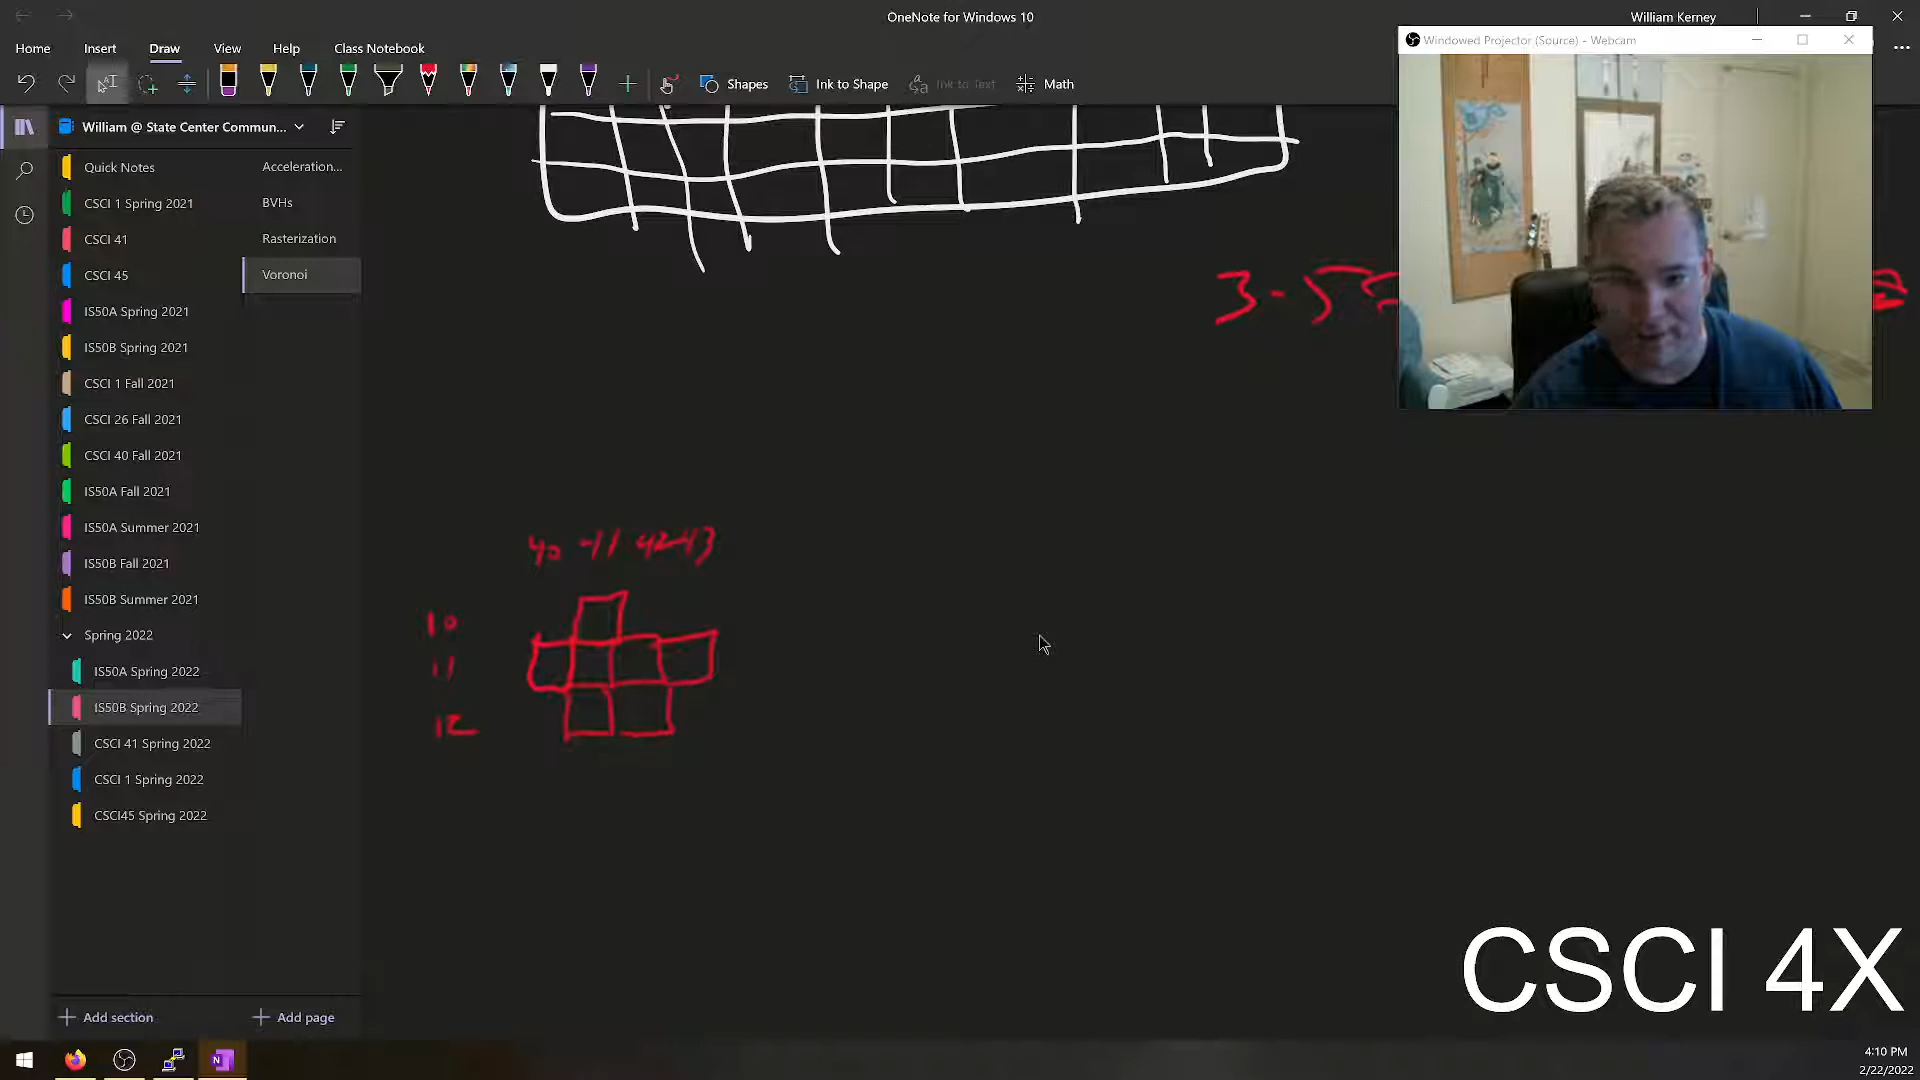 OneNote for Windows 10
William Kerney
Windowed Projector (Source) - Webcam
Home Insert Draw View Help Class Notebook
Shapes Ink to Shape Ink to Text Math
William @ State Center Commun...
Quick Notes
CSCI 1 Spring 2021
CSCI 41
CSCI 45
IS50A Spring 2021
IS50B Spring 2021
CSCI 1 Fall 2021
CSCI 26 Fall 2021
CSCI 40 Fall 2021
IS50A Fall 2021
IS50A Summer 2021
IS50B Fall 2021
IS50B Summer 2021
Spring 2022
IS50A Spring 2022
IS50B Spring 2022
CSCI 41 Spring 2022
CSCI 1 Spring 2022
CSCI45 Spring 2022
Add section
Acceleration...
BVHs
Rasterization
Voronoi
Add page
40 41 42 43
10
11
12
CSCI 4X
4:10 PM
2/22/2022